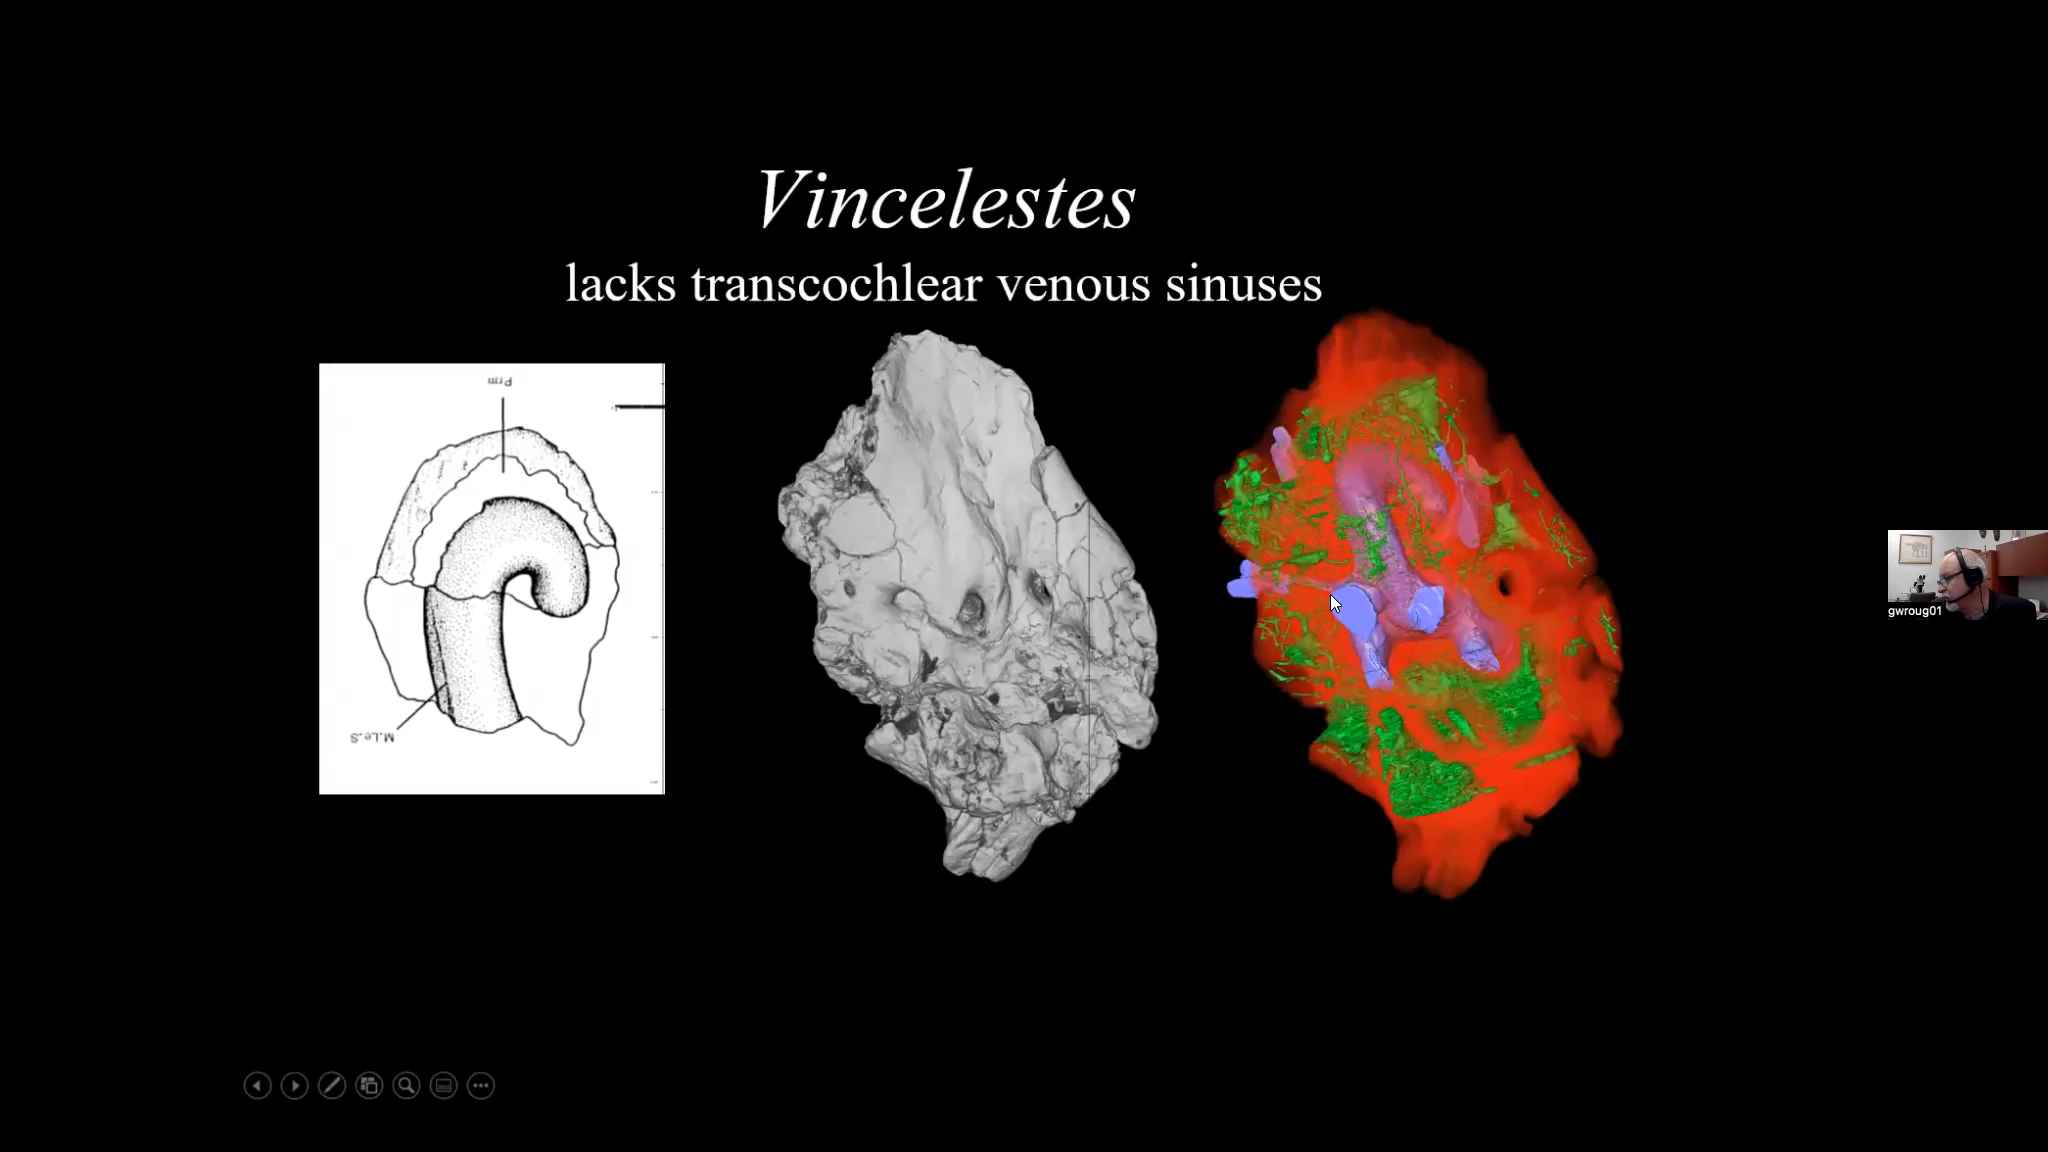 Vincelestes
lacks transcochlear venous sinuses
Prm
M.Le.S
gwroug01